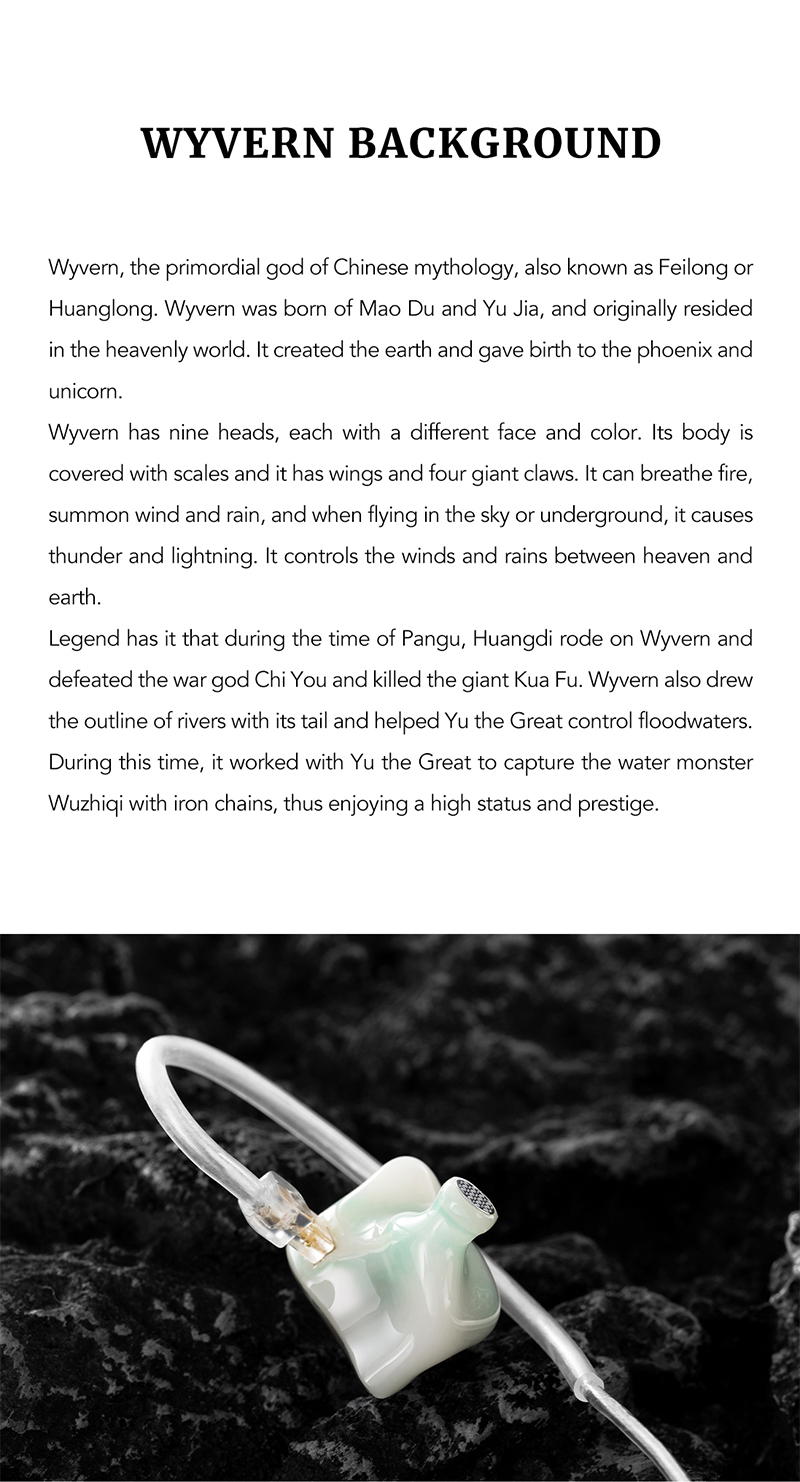 WYVERN BACKGROUND
Wyvern, the primordial god of Chinese mythology, also known as Feilong or
Huanglong. Wyvern was born of Mao Du and Yu Jia, and originally resided
in the heavenly world. It created the earth and gave birth to the phoenix and
unicorn.
Wyvern has nine heads, each with a different face and color. Its body is
covered with scales and it has wings and four giant claws. It can breathe fire,
summon wind and rain, and when flying in the sky or underground, it causes
thunder and lightning. It controls the winds and rains between heaven and
earth.
Legend has it that during the time of Pangu, Huangdi rode on Wyvern and
defeated the war god Chi You and killed the giant Kua Fu. Wyvern also drew
the outline of rivers with its tail and helped Yu the Great control floodwaters.
During this time, it worked with Yu the Great to capture the water monster
Wuzhiqi with iron chains, thus enjoying a high status and prestige.